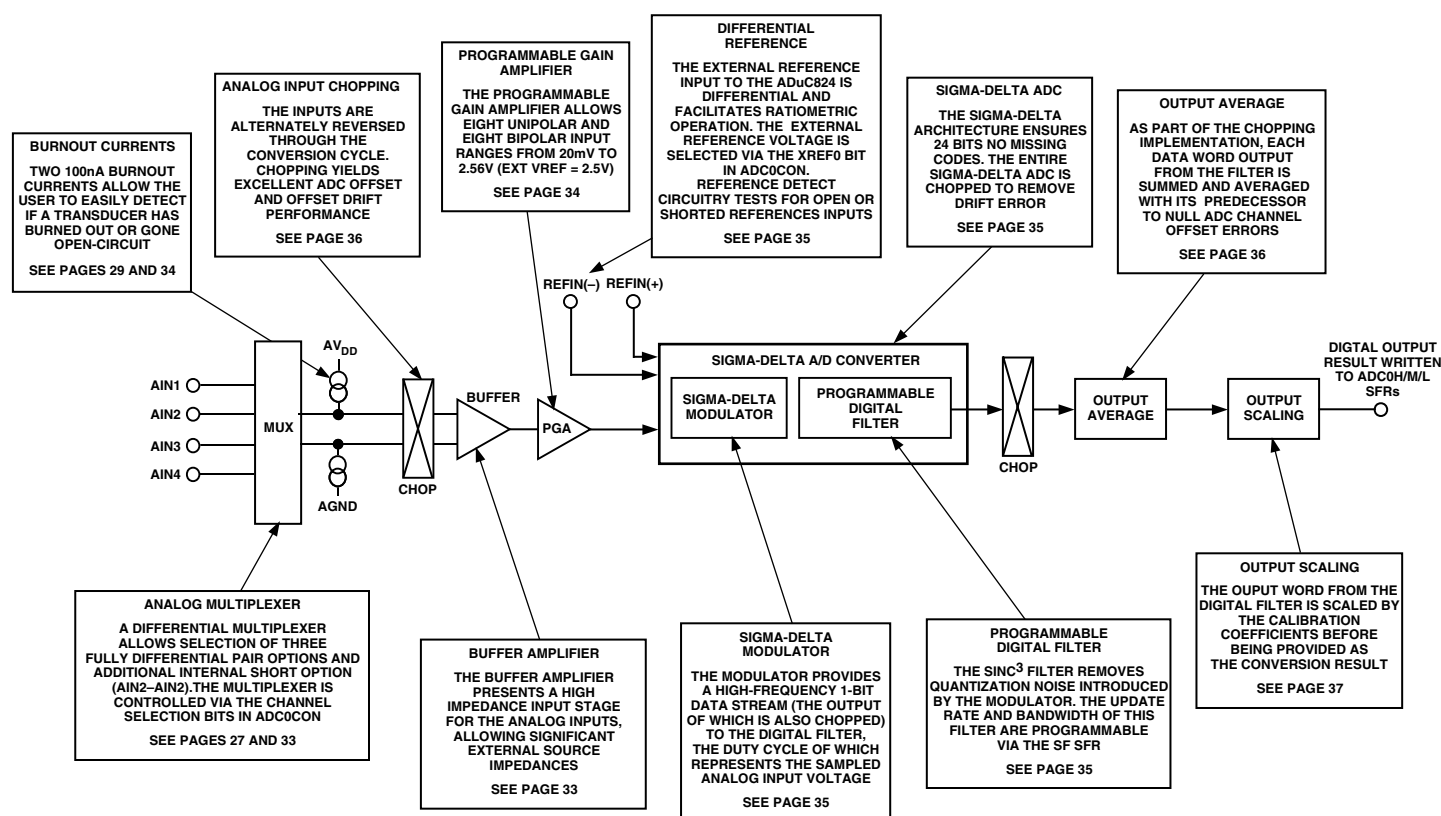 DIFFERENTIAL
REFERENCE
THE EXTERNAL REFERENCE
INPUT TO THE ADuC824 IS
DIFFERENTIAL AND
FACILITATES RATIOMETRIC
OPERATION. THE EXTERNAL
REFERENCE VOLTAGE IS
SELECTED VIA THE XREF0 BIT
IN ADC0CON.
REFERENCE DETECT
CIRCUITRY TESTS FOR OPEN OR
SHORTED REFERENCES INPUTS
SEE PAGE 35
PROGRAMMABLE GAIN
AMPLIFIER
THE PROGRAMMABLE
GAIN AMPLIFIER ALLOWS
EIGHT UNIPOLAR AND
EIGHT BIPOLAR INPUT
RANGES FROM 20mV TO
2.56V (EXT VREF = 2.5V)
SEE PAGE 34
ANALOG INPUT CHOPPING
THE INPUTS ARE
ALTERNATELY REVERSED
THROUGH THE
CONVERSION CYCLE.
CHOPPING YIELDS
EXCELLENT ADC OFFSET
AND OFFSET DRIFT
PERFORMANCE
SEE PAGE 36
BURNOUT CURRENTS
TWO 100nA BURNOUT
CURRENTS ALLOW THE
USER TO EASILY DETECT
IF A TRANSDUCER HAS
BURNED OUT OR GONE
OPEN-CIRCUIT
SEE PAGES 29 AND 34
SIGMA-DELTA ADC
THE SIGMA-DELTA
ARCHITECTURE ENSURES
24 BITS NO MISSING
CODES. THE ENTIRE
SIGMA-DELTA ADC IS
CHOPPED TO REMOVE
DRIFT ERROR
SEE PAGE 35
OUTPUT AVERAGE
AS PART OF THE CHOPPING
IMPLEMENTATION, EACH
DATA WORD OUTPUT
FROM THE FILTER IS
SUMMED AND AVERAGED
WITH ITS PREDECESSOR
TO NULL ADC CHANNEL
OFFSET ERRORS
SEE PAGE 36
REFIN(–) REFIN(+)
AIN1
AIN2
AIN3
AIN4
MUX
AVDD
AGND
CHOP
BUFFER
PGA
SIGMA-DELTA A/D CONVERTER
SIGMA-DELTA
MODULATOR
PROGRAMMABLE
DIGITAL
FILTER
CHOP
OUTPUT
AVERAGE
OUTPUT
SCALING
DIGTAL OUTPUT
RESULT WRITTEN
TO ADC0H/M/L
SFRs
ANALOG MULTIPLEXER
A DIFFERENTIAL MULTIPLEXER
ALLOWS SELECTION OF THREE
FULLY DIFFERENTIAL PAIR OPTIONS AND
ADDITIONAL INTERNAL SHORT OPTION
(AIN2–AIN2).THE MULTIPLEXER IS
CONTROLLED VIA THE CHANNEL
SELECTION BITS IN ADC0CON
SEE PAGES 27 AND 33
BUFFER AMPLIFIER
THE BUFFER AMPLIFIER
PRESENTS A HIGH
IMPEDANCE INPUT STAGE
FOR THE ANALOG INPUTS,
ALLOWING SIGNIFICANT
EXTERNAL SOURCE
IMPEDANCES
SEE PAGE 33
SIGMA-DELTA
MODULATOR
THE MODULATOR PROVIDES
A HIGH-FREQUENCY 1-BIT
DATA STREAM (THE OUTPUT
OF WHICH IS ALSO CHOPPED)
TO THE DIGITAL FILTER,
THE DUTY CYCLE OF WHICH
REPRESENTS THE SAMPLED
ANALOG INPUT VOLTAGE
SEE PAGE 35
PROGRAMMABLE
DIGITAL FILTER
THE SINC³ FILTER REMOVES
QUANTIZATION NOISE INTRODUCED
BY THE MODULATOR. THE UPDATE
RATE AND BANDWIDTH OF THIS
FILTER ARE PROGRAMMABLE
VIA THE SF SFR
SEE PAGE 35
OUTPUT SCALING
THE OUPUT WORD FROM THE
DIGITAL FILTER IS SCALED BY
THE CALIBRATION
COEFFICIENTS BEFORE
BEING PROVIDED AS
THE CONVERSION RESULT
SEE PAGE 37